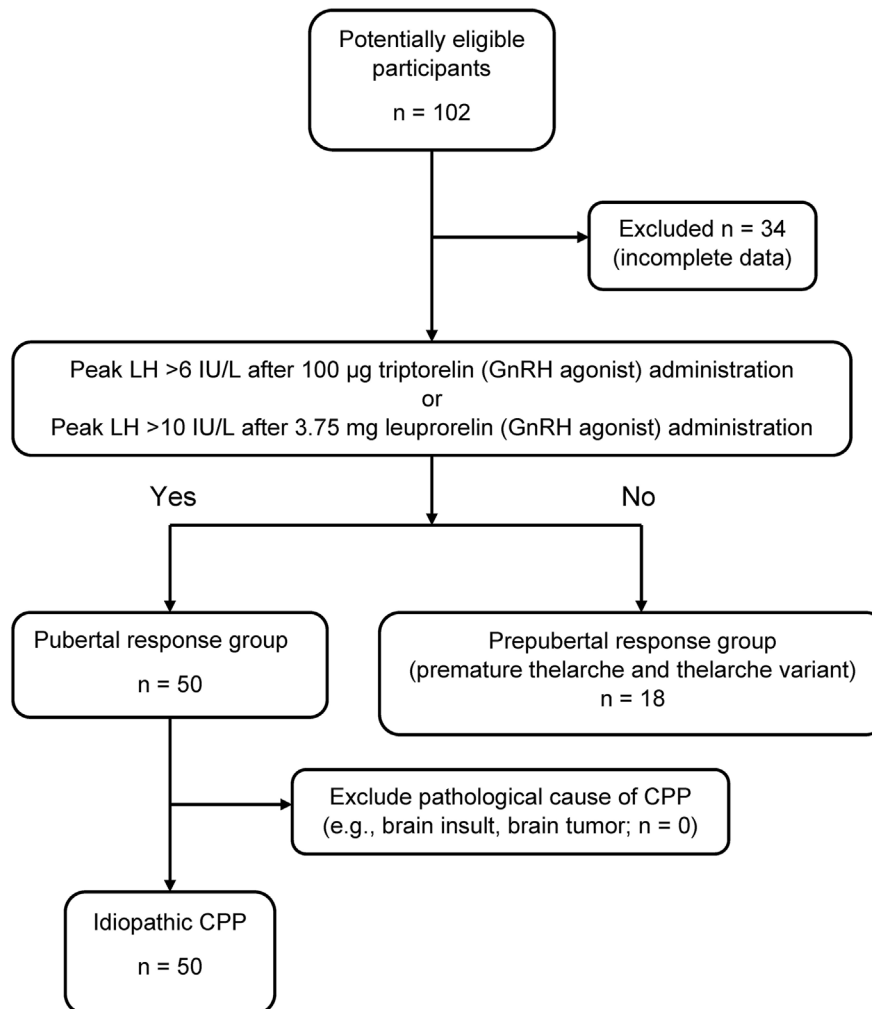 Potentially eligible
participants
n = 102
Excluded n = 34
(incomplete data)
Peak LH >6 IU/L after 100 µg triptorelin (GnRH agonist) administration
or
Peak LH >10 IU/L after 3.75 mg leuprorelin (GnRH agonist) administration
Yes
No
Pubertal response group
n = 50
Prepubertal response group
(premature thelarche and thelarche variant)
n = 18
Exclude pathological cause of CPP
(e.g., brain insult, brain tumor; n = 0)
Idiopathic CPP
n = 50